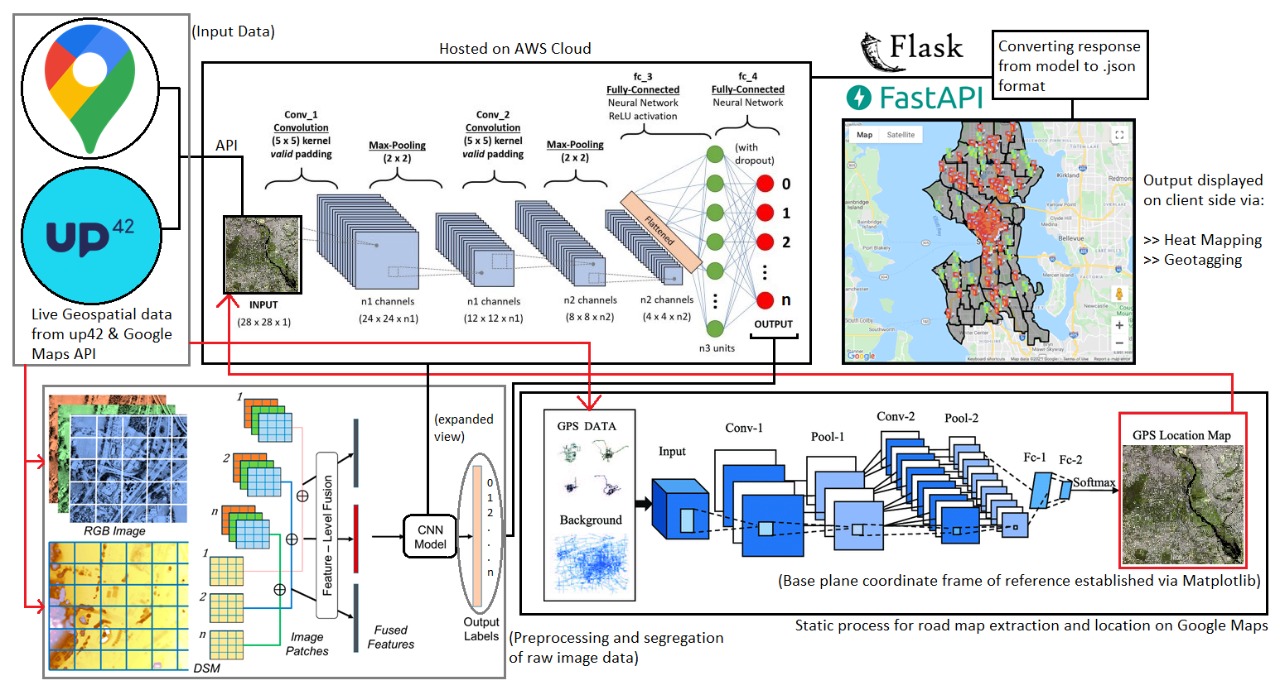 (Input Data)
up42
Live Geospatial data
from up42 & Google
Maps API
Hosted on AWS Cloud
API
Conv_1
Convolution
(5 x 5) kernel
valid padding
Max-Pooling
(2 x 2)
Conv_2
Convolution
(5 x 5) kernel
valid padding
Max-Pooling
(2 x 2)
fc_3
Fully-Connected
Neural Network
ReLU activation
fc_4
Fully-Connected
Neural Network
(with
dropout)
Flattened
0
1
2
n
OUTPUT
INPUT
(28 x 28 x 1)
n1 channels
(24 x 24 x n1)
n1 channels
(12 x 12 x n1)
n2 channels
(8 x 8 x n2)
n2 channels
(4 x 4 x n2)
n3 units
Flask
FastAPI
Converting response
from model to .json
format
Map Satellite
Kirkland
Redmond
Bellevue
Google
Output displayed
on client side via:
>> Heat Mapping
>> Geotagging
RGB Image
DSM
1
2
n
1
2
n
Image
Patches
Feature – Level Fusion
Fused
Features
CNN
Model
(expanded
view)
0
1
2
.
.
n
Output
Labels
(Preprocessing and segregation
of raw image data)
GPS DATA
Background
Input
Conv-1
Pool-1
Conv-2
Pool-2
Fc-1
Fc-2
Softmax
GPS Location Map
(Base plane coordinate frame of reference established via Matplotlib)
Static process for road map extraction and location on Google Maps